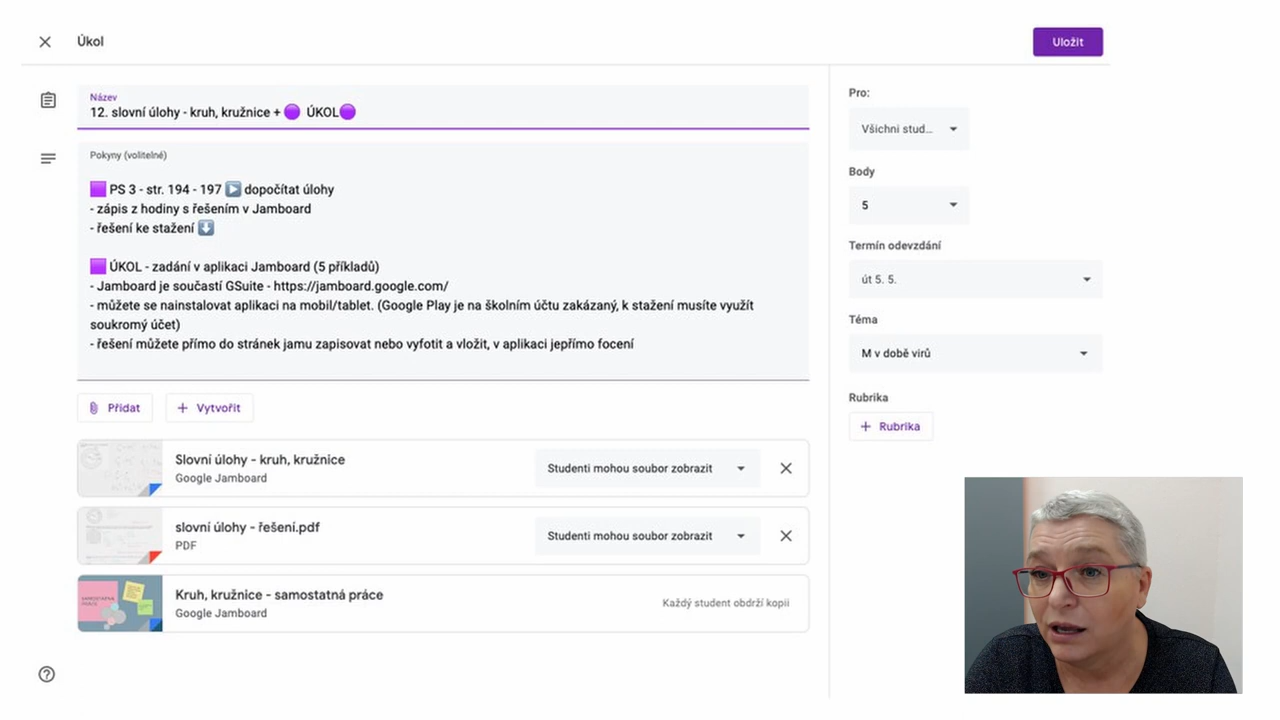 Úkol
Uložit
Název
12. slovní úlohy - kruh, kružnice + 🟣 ÚKOL🟣
Pokyny (volitelné)
🟪 PS 3 - str. 194 - 197 ▶️ dopočítat úlohy
- zápis z hodiny s řešením v Jamboard
- řešení ke stažení ⬇️
🟪 ÚKOL - zadání v aplikaci Jamboard (5 příkladů)
- Jamboard je součastí GSuite - https://jamboard.google.com/
- můžete se nainstalovat aplikaci na mobil/tablet. (Google Play je na školním účtu zakázaný, k stažení musíte využít
soukromý účet)
- řešení můžete přímo do stránek jamu zapisovat nebo vyfotit a vložit, v aplikaci jepřímo focení
Přidat
Vytvořit
Slovní úlohy - kruh, kružnice
Google Jamboard
Studenti mohou soubor zobrazit
slovní úlohy - řešení.pdf
PDF
Studenti mohou soubor zobrazit
Kruh, kružnice - samostatná práce
Google Jamboard
Každý student obdrží kopii
Pro:
Všichni stud...
Body
5
Termín odevzdání
út 5. 5.
Téma
M v době virů
Rubrika
Rubrika